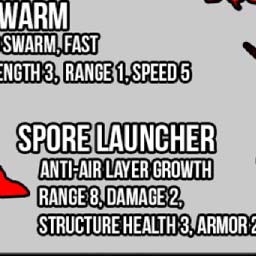 WARM
SWARM, FAST
ENGTH 3, RANGE 1, SPEED 5
SPORE LAUNCHER
ANTI-AIR LAYER GROWTH
RANGE 8, DAMAGE 2,
STRUCTURE HEALTH 3, ARMOR 2